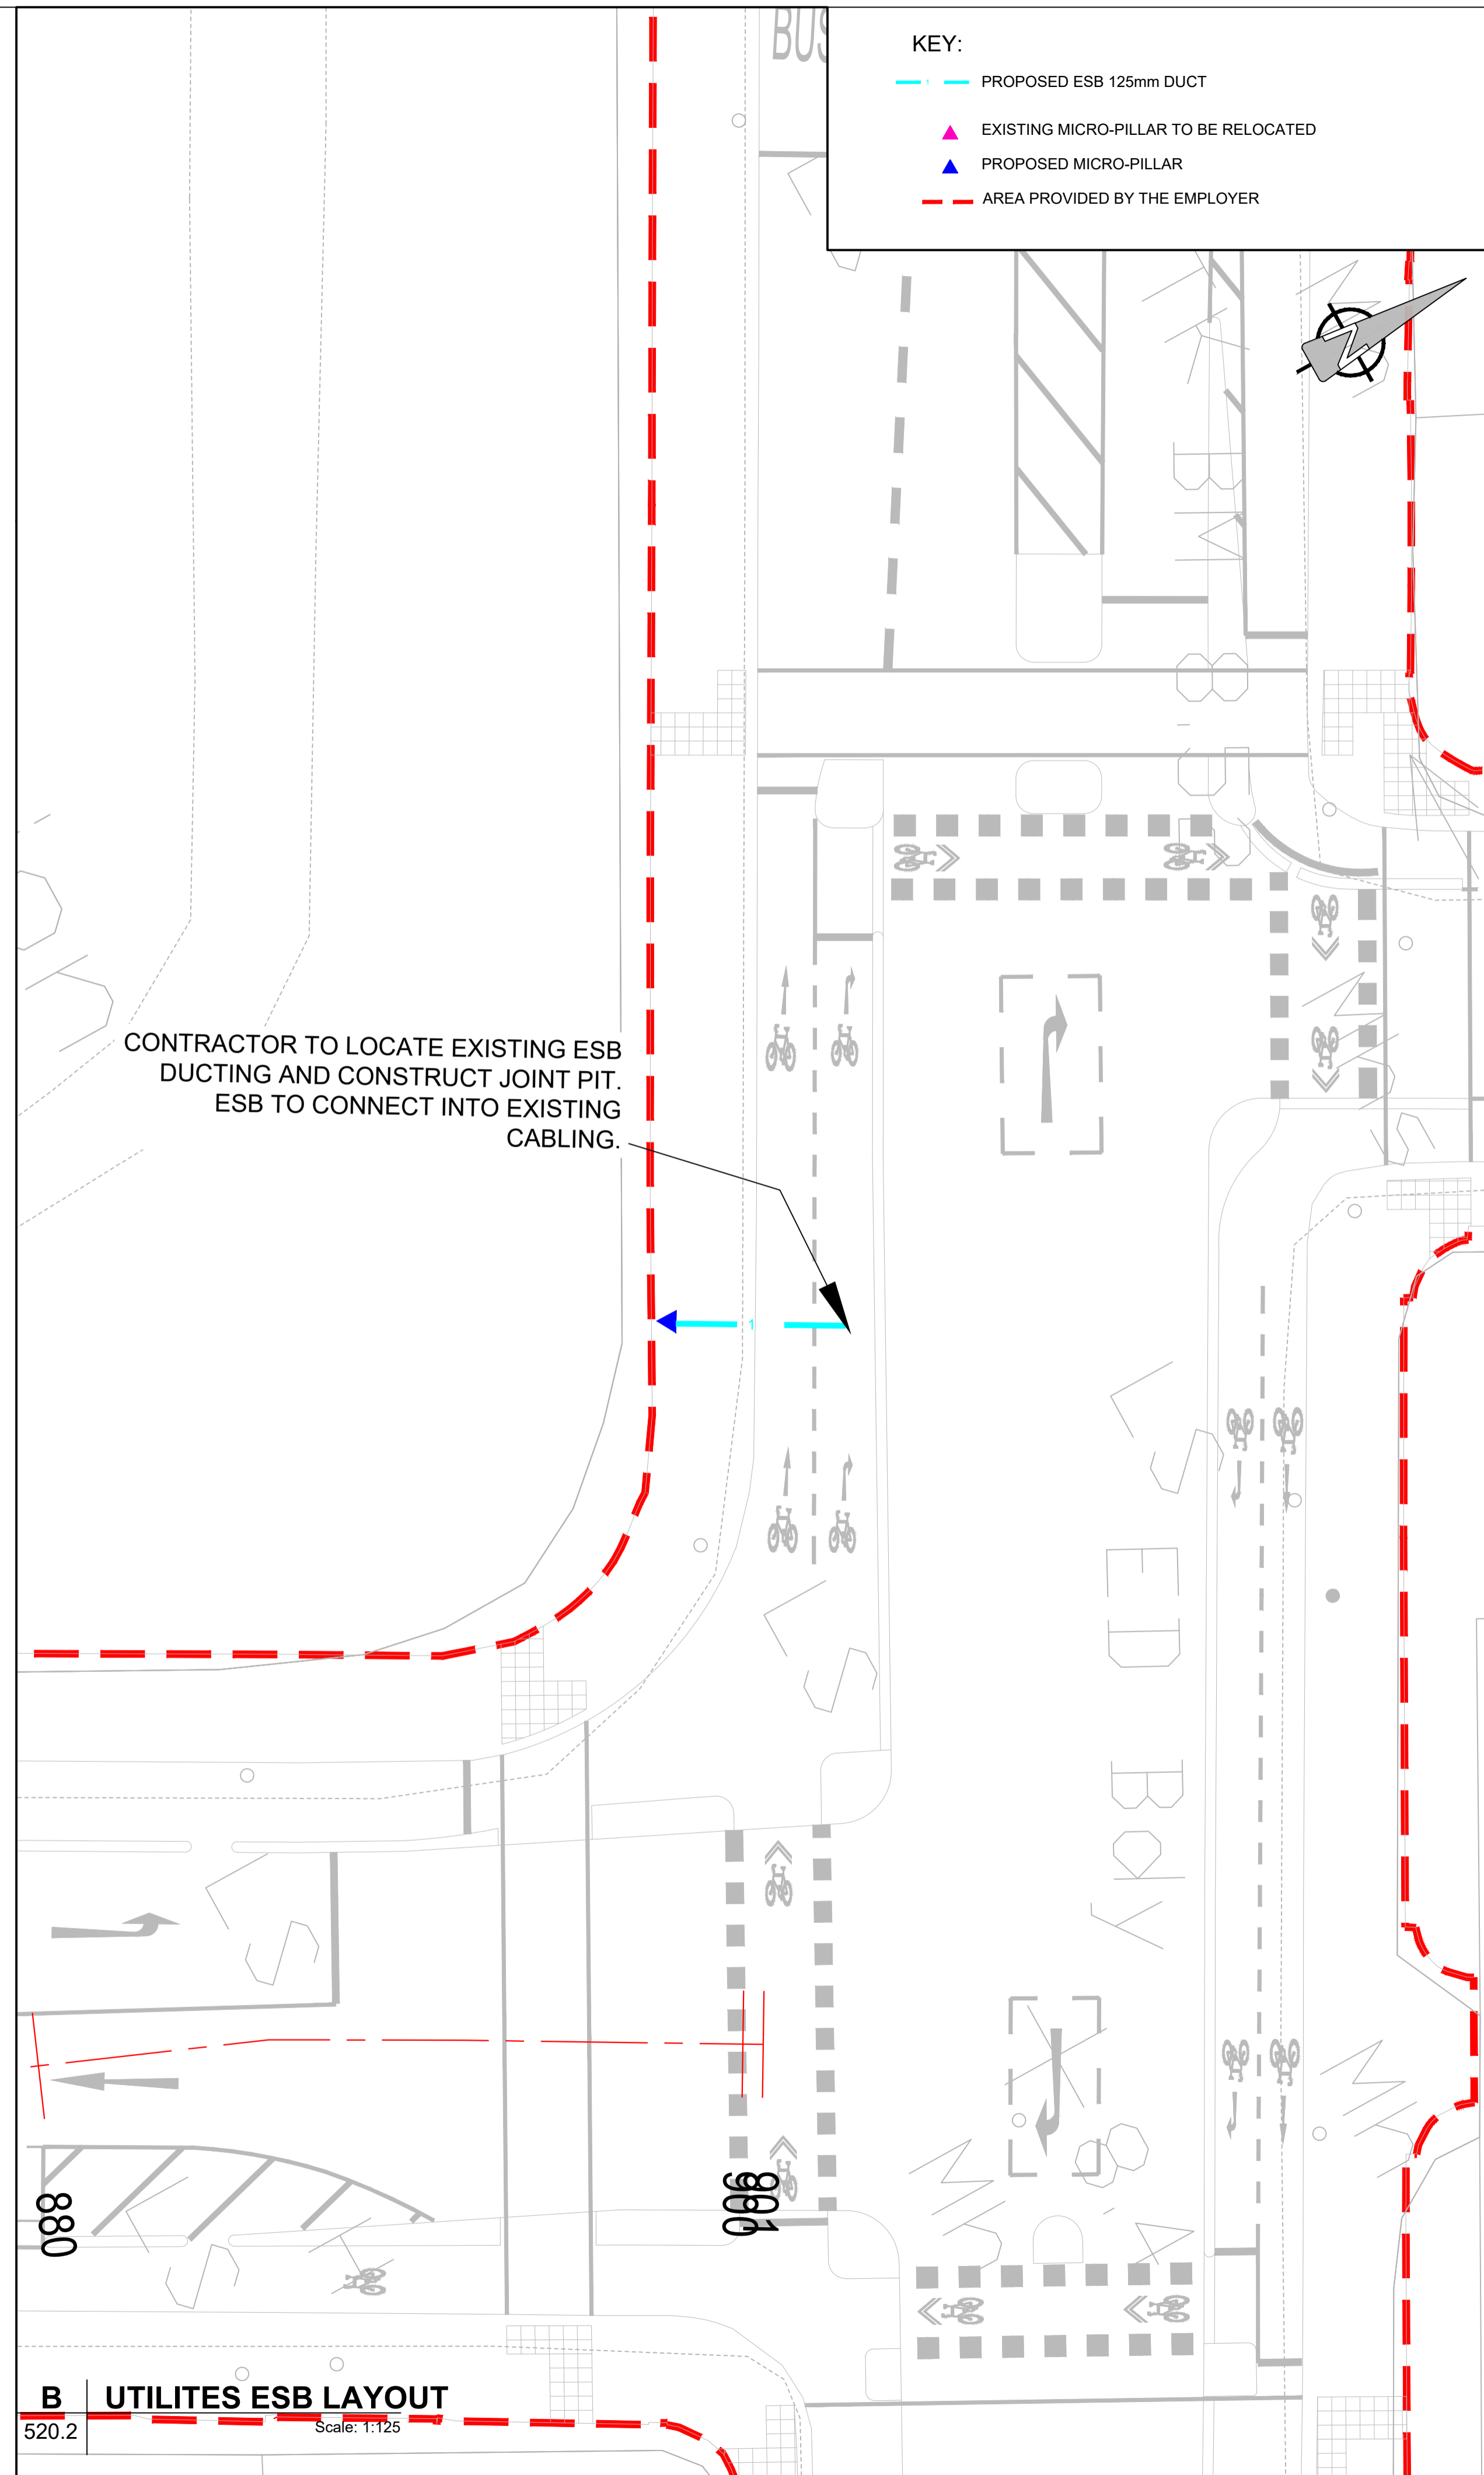 BUS
KEY:
1
PROPOSED ESB 125mm DUCT
EXISTING MICRO-PILLAR TO BE RELOCATED
PROPOSED MICRO-PILLAR
AREA PROVIDED BY THE EMPLOYER
N
CONTRACTOR TO LOCATE EXISTING ESB
DUCTING AND CONSTRUCT JOINT PIT.
ESB TO CONNECT INTO EXISTING
CABLING.
1
880
900
901
B
UTILITES ESB LAYOUT
520.2
Scale: 1:125